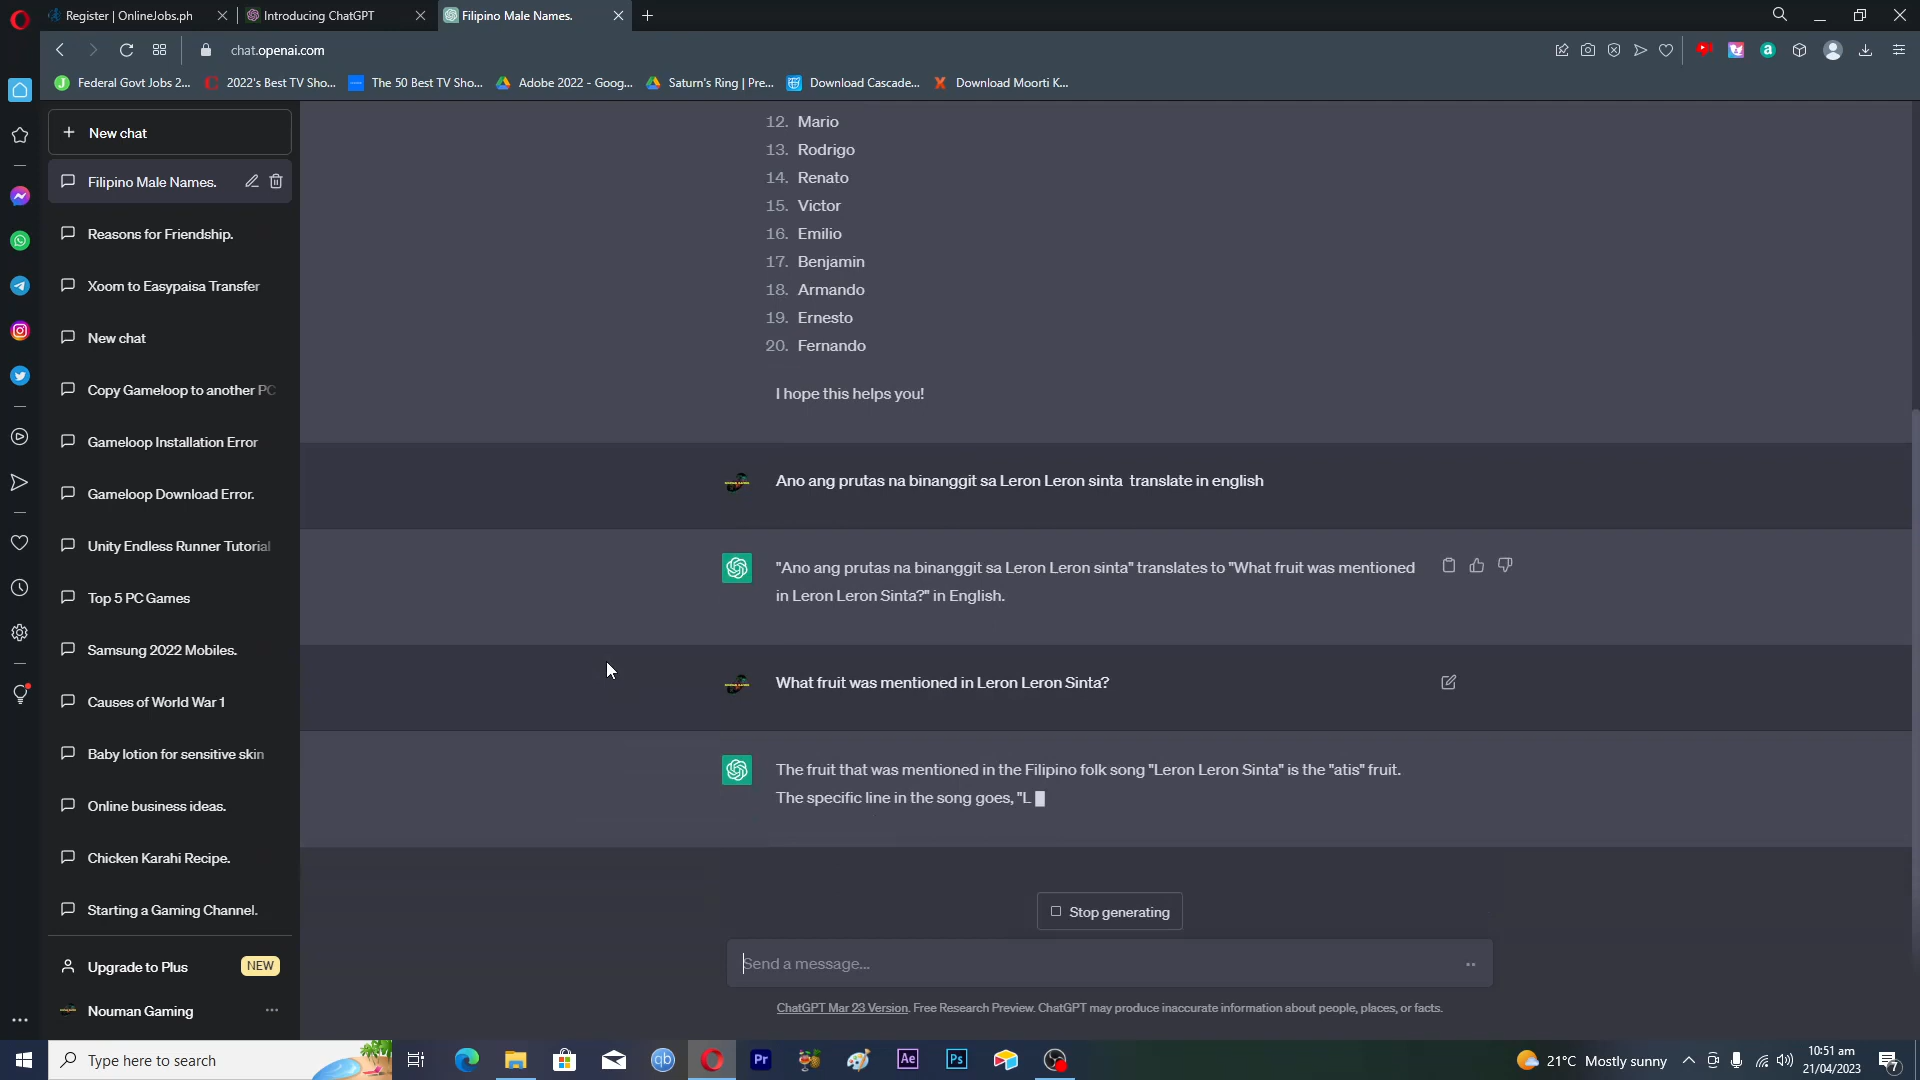 Register | OnlineJobs.ph
Introducing ChatGPT
Filipino Male Names.
chat.openai.com
Federal Govt Jobs 2...
2022's Best TV Sho...
The 50 Best TV Sho...
Adobe 2022 - Goog...
Saturn's Ring | Pre...
Download Cascade...
Download Moorti K...
New chat
Filipino Male Names.
Reasons for Friendship.
Xoom to Easypaisa Transfer
New chat
Copy Gameloop to another PC
Gameloop Installation Error
Gameloop Download Error.
Unity Endless Runner Tutorial
Top 5 PC Games
Samsung 2022 Mobiles.
Causes of World War 1
Baby lotion for sensitive skin
Online business ideas.
Chicken Karahi Recipe.
Starting a Gaming Channel.
Upgrade to Plus NEW
Nouman Gaming
12. Mario
13. Rodrigo
14. Renato
15. Victor
16. Emilio
17. Benjamin
18. Armando
19. Ernesto
20. Fernando
I hope this helps you!
Ano ang prutas na binanggit sa Leron Leron sinta translate in english
"Ano ang prutas na binanggit sa Leron Leron sinta" translates to "What fruit was mentioned
in Leron Leron Sinta?" in English.
What fruit was mentioned in Leron Leron Sinta?
The fruit that was mentioned in the Filipino folk song "Leron Leron Sinta" is the "atis" fruit.
The specific line in the song goes, "L
Stop generating
Send a message...
ChatGPT Mar 23 Version. Free Research Preview. ChatGPT may produce inaccurate information about people, places, or facts.
Type here to search
qb
Pr
Ae
Ps
21°C Mostly sunny
10:51 am
21/04/2023
7